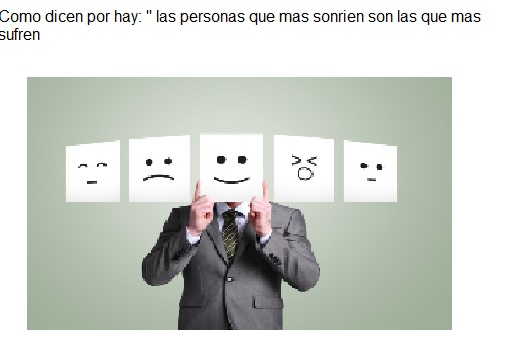 Como dicen por hay: " las personas que mas sonrien son las que mas
sufren